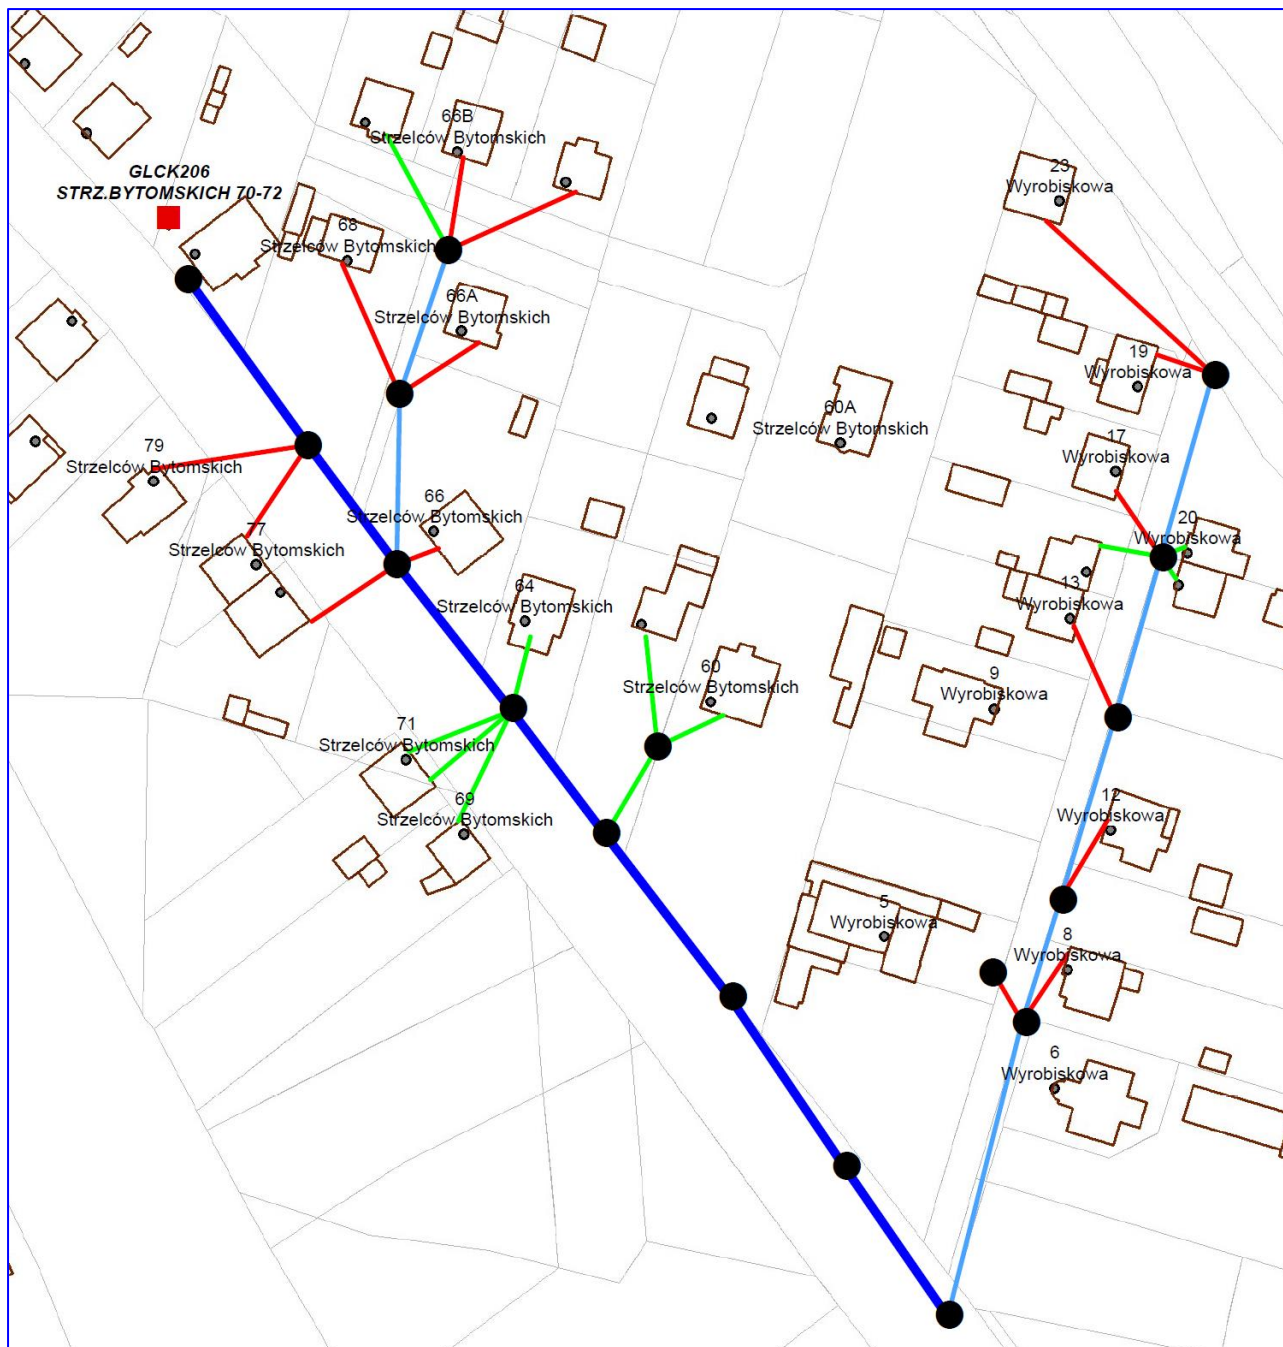 66B
Strzelców Bytomskich
GLCK206
STRZ.BYTOMSKICH 70-72
23
Wyrobiskowa
68
Strzelców Bytomskich
66A
Strzelców Bytomskich
19
Wyrobiskowa
60A
Strzelców Bytomskich
17
Wyrobiskowa
79
Strzelców Bytomskich
66
Strzelców Bytomskich
20
Wyrobiskowa
77
Strzelców Bytomskich
64
Strzelców Bytomskich
13
Wyrobiskowa
60
Strzelców Bytomskich
9
Wyrobiskowa
71
Strzelców Bytomskich
69
Strzelców Bytomskich
12
Wyrobiskowa
5
Wyrobiskowa
8
Wyrobiskowa
6
Wyrobiskowa